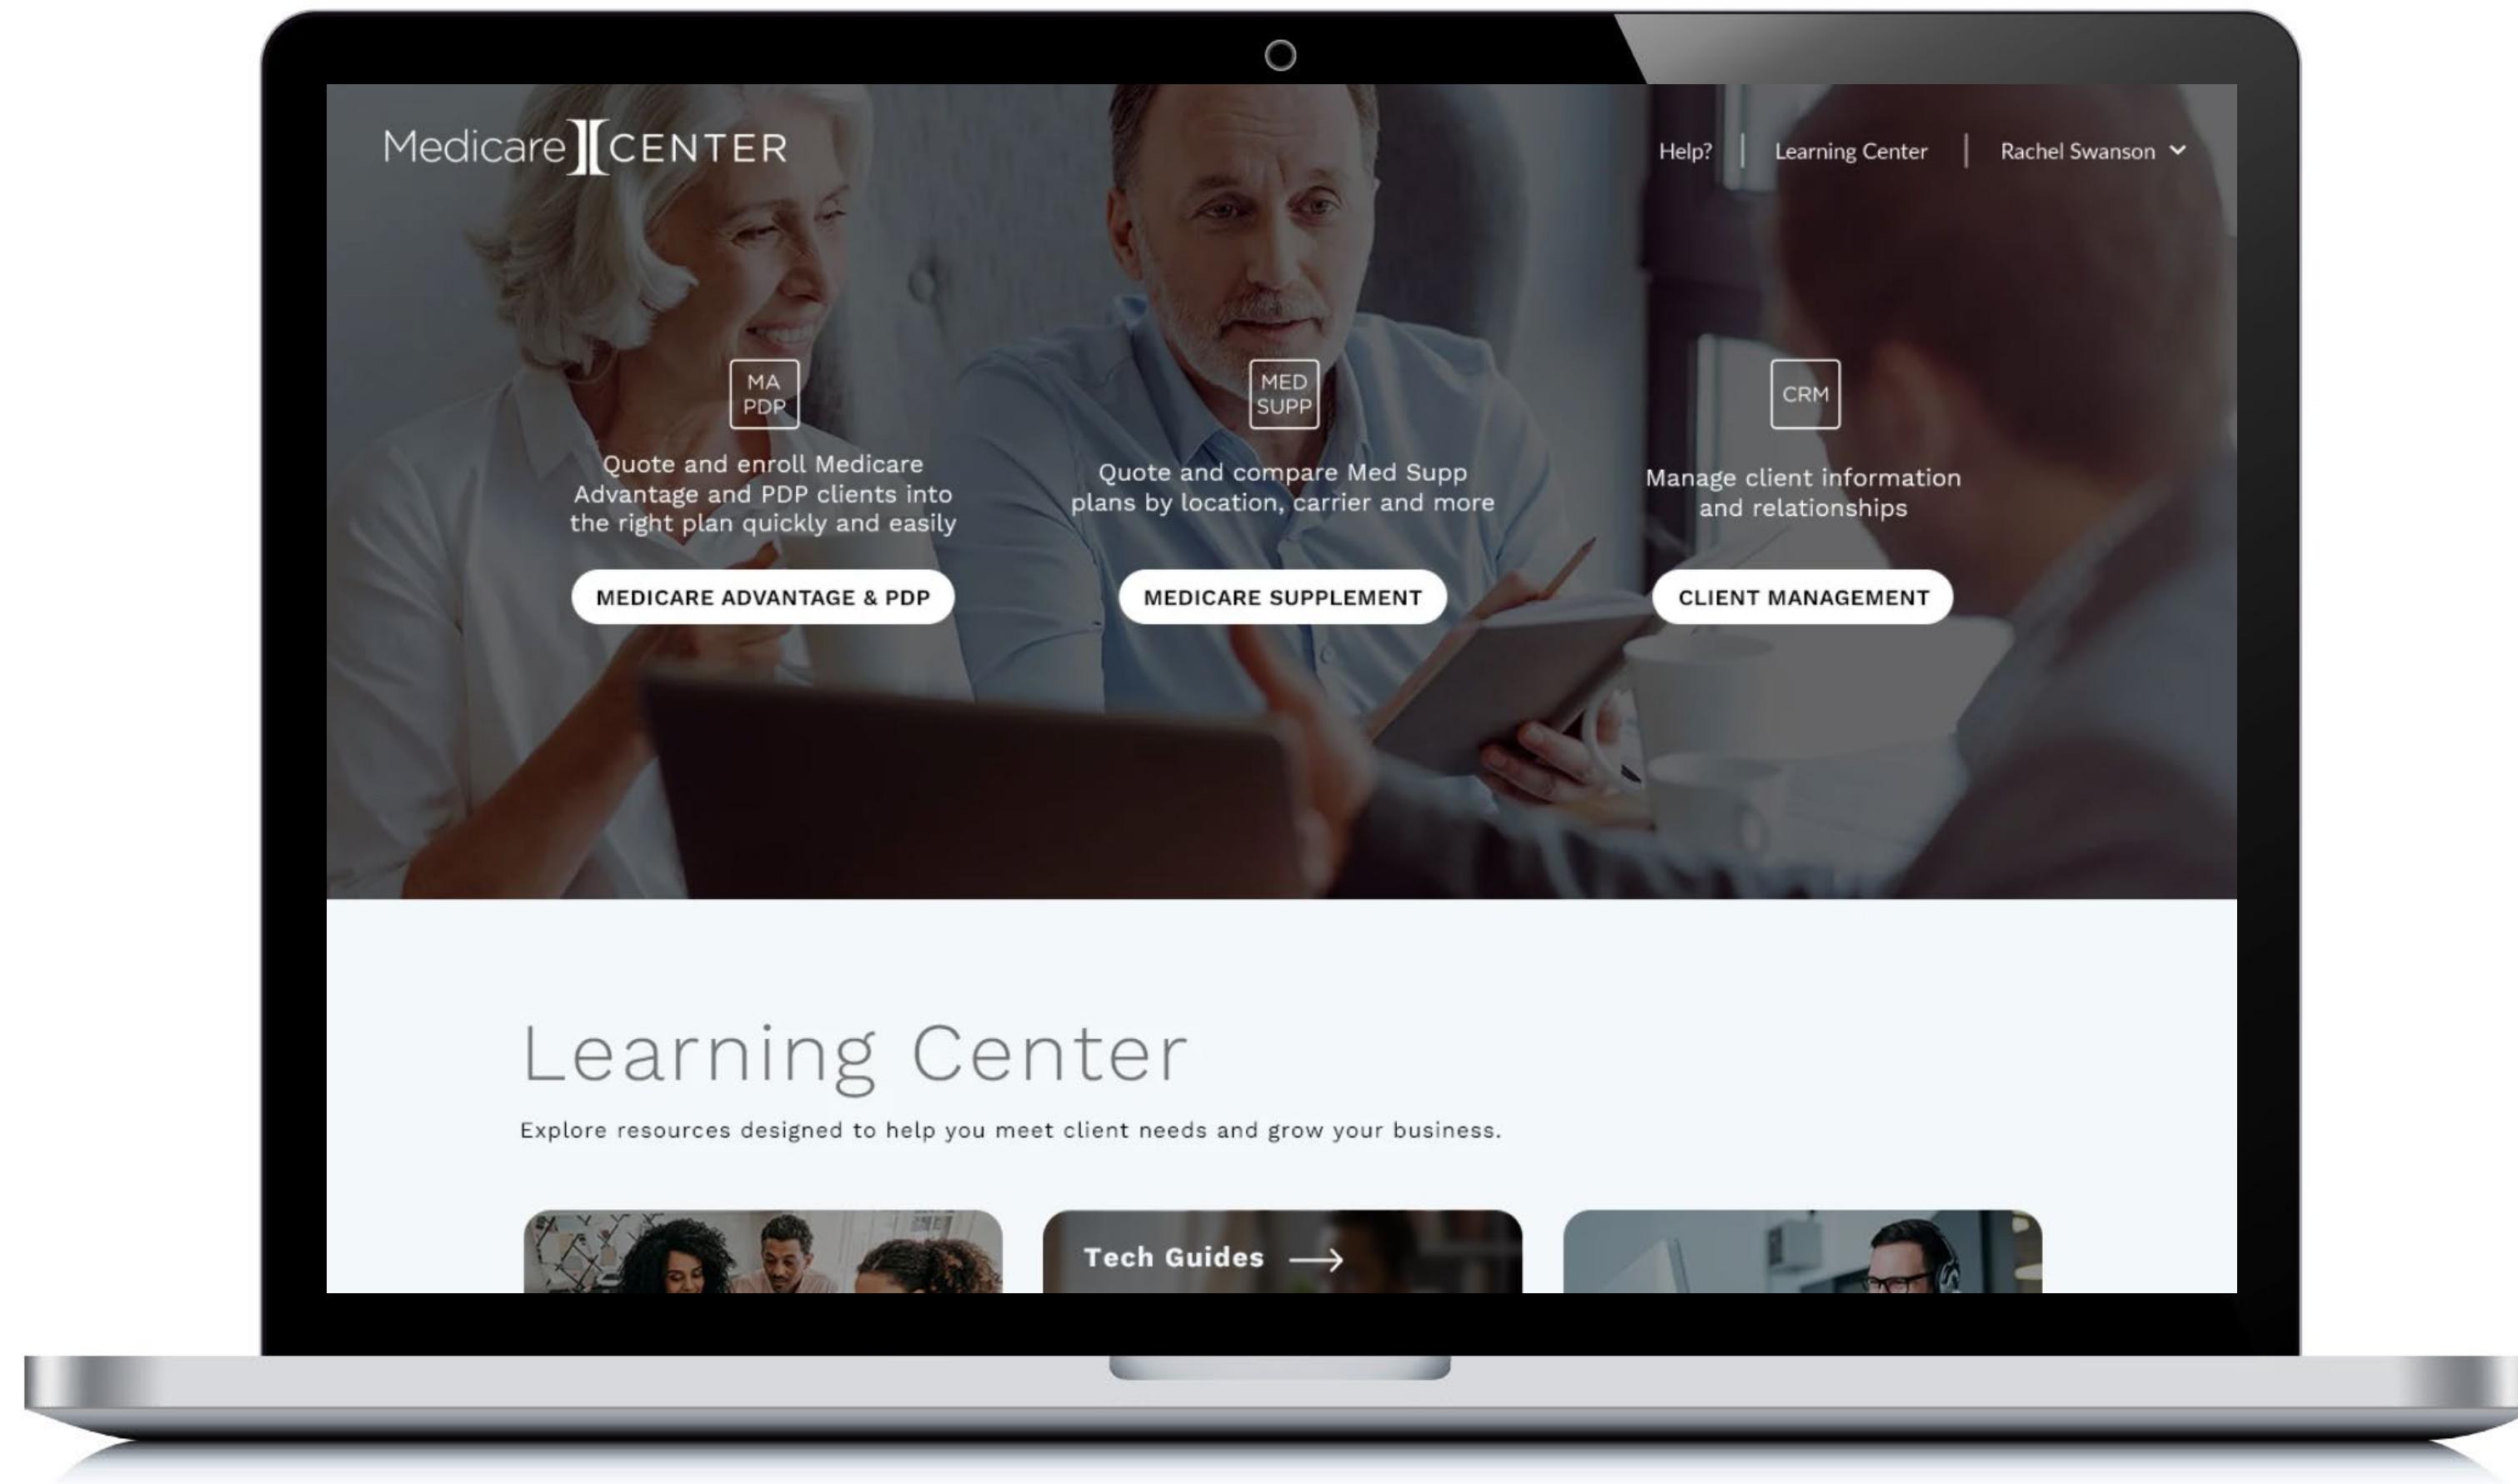 Medicare CENTER
Help? Learning Center Rachel Swanson
MA
PDP
Quote and enroll Medicare
Advantage and PDP clients into
the right plan quickly and easily
MEDICARE ADVANTAGE & PDP
MED
SUPP
Quote and compare Med Supp
plans by location, carrier and more
MEDICARE SUPPLEMENT
CRM
Manage client information
and relationships
CLIENT MANAGEMENT
Learning Center
Explore resources designed to help you meet client needs and grow your business.
Tech Guides